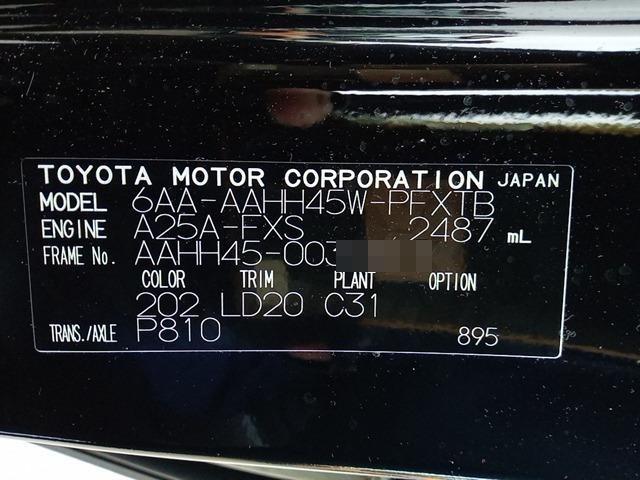 TOYOTA MOTOR CORPORATION JAPAN
MODEL 6AA-AAHH45W-PFXTB
ENGINE A25A-FXS 2487 mL
FRAME No. AAHH45-003
COLOR TRIM PLANT OPTION
202 LD20 C31
TRANS./AXLE P810 895